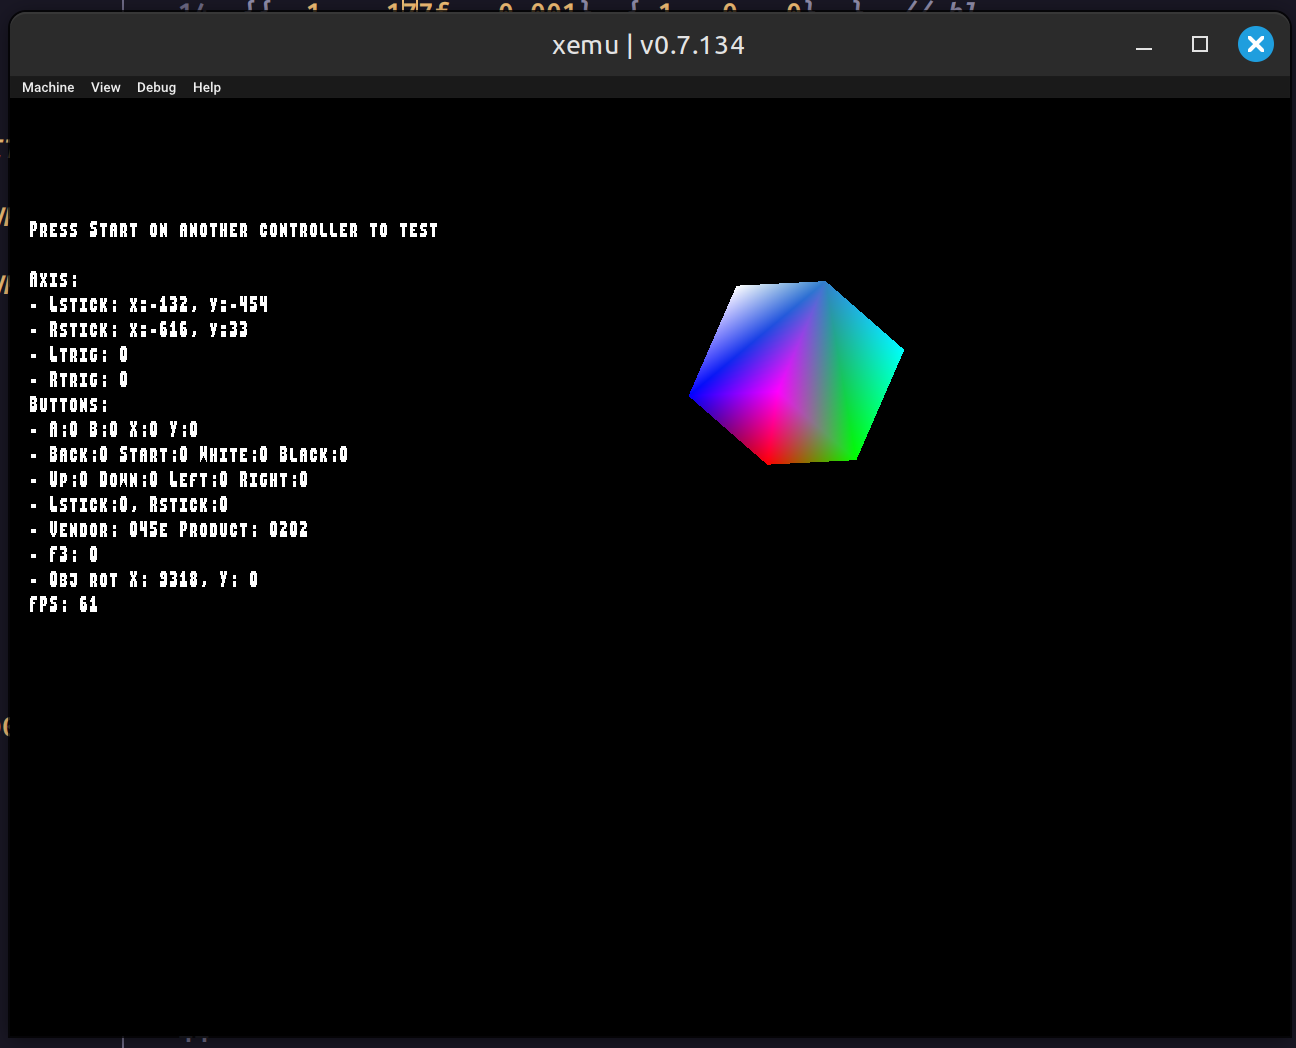 xemu | v0.7.134
Machine View Debug Help
Press Start on another controller to test
Axis:
- Lstick: x:-132, y:-454
- Rstick: x:-616, y:33
- Ltrig: 0
- Rtrig: 0
Buttons:
- A:0 B:0 X:0 Y:0
- Back:0 Start:0 White:0 Black:0
- Up:0 Down:0 Left:0 Right:0
- Lstick:0, Rstick:0
- Vendor: 045e Product: 0202
- F3: 0
- Obj rot X: 9318, Y: 0
FPS: 61